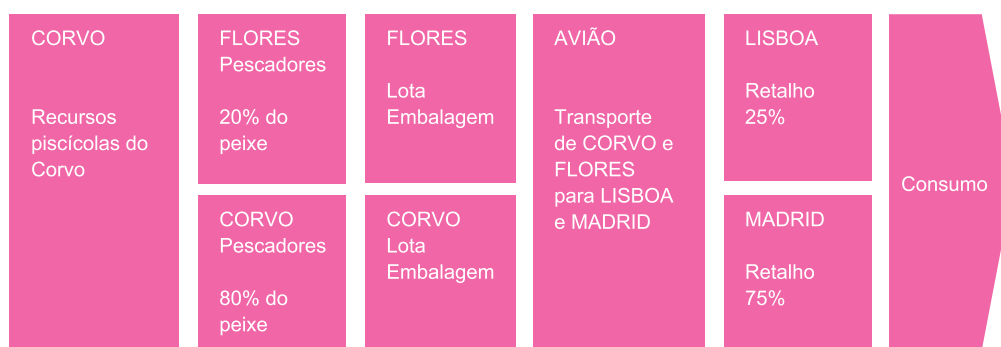 CORVO
Recursos
piscícolas do
Corvo
FLORES
Pescadores
20% do
peixe
CORVO
Pescadores
80% do
peixe
FLORES
Lota
Embalagem
CORVO
Lota
Embalagem
AVIÃO
Transporte
de CORVO e
FLORES
para LISBOA
e MADRID
LISBOA
Retalho
25%
MADRID
Retalho
75%
Consumo